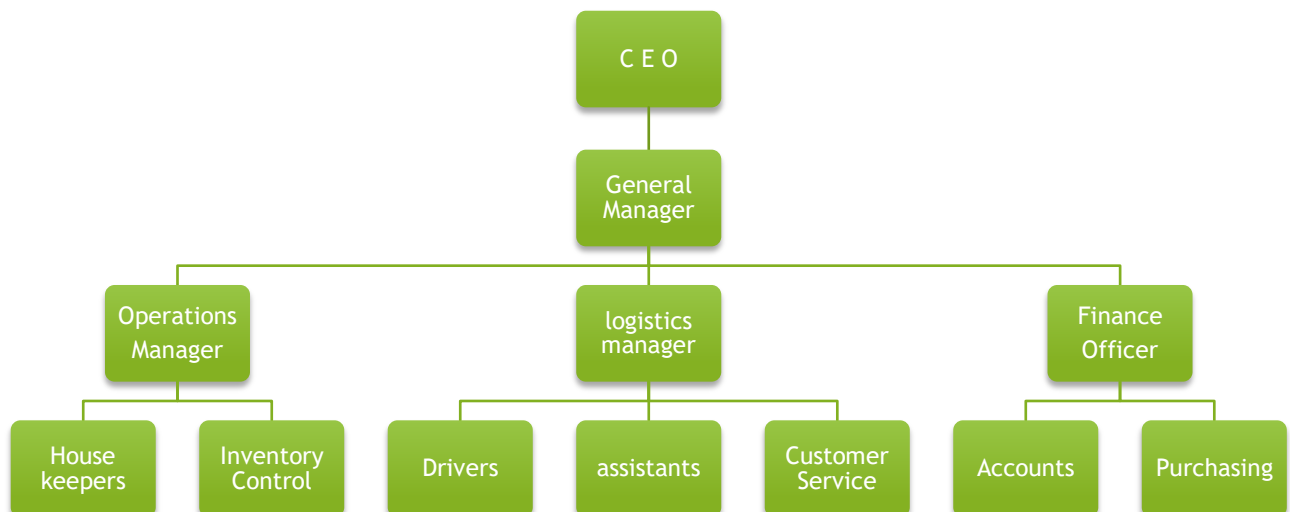 C E O
General
Manager
Operations
Manager
logistics
manager
Finance
Officer
House
keepers
Inventory
Control
Drivers
assistants
Customer
Service
Accounts
Purchasing